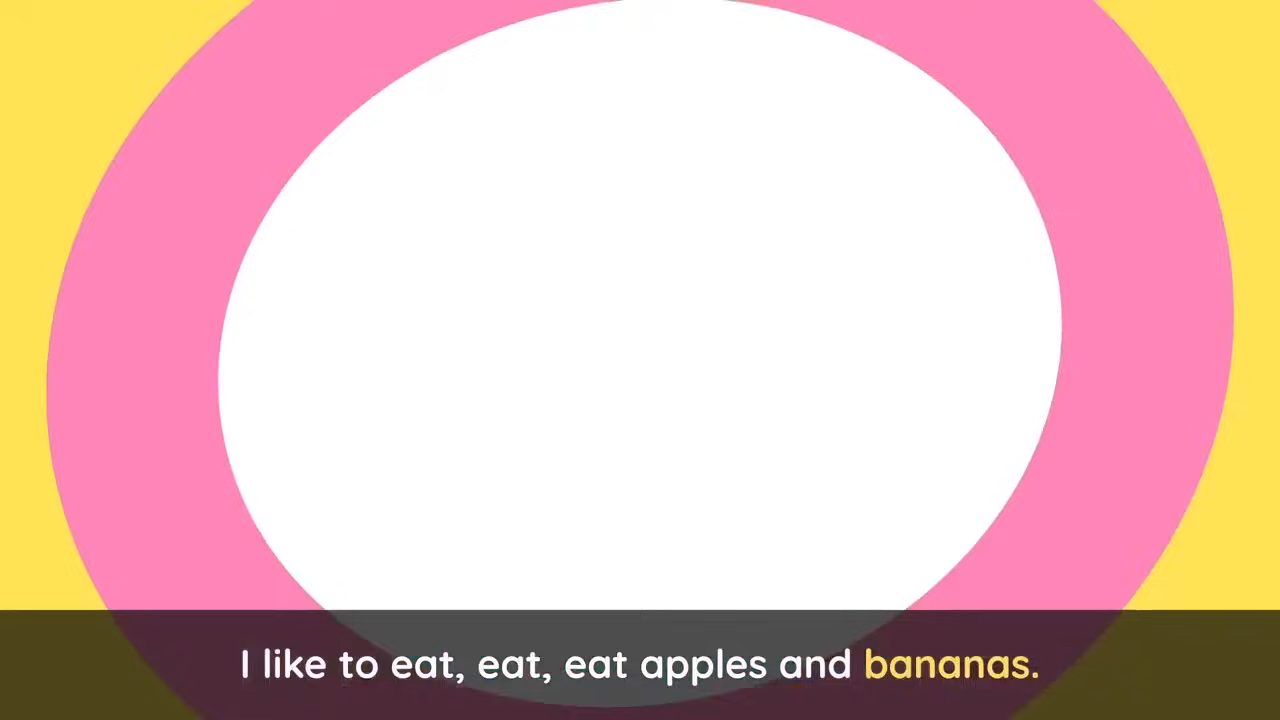 I like to eat, eat, eat apples and bananas.